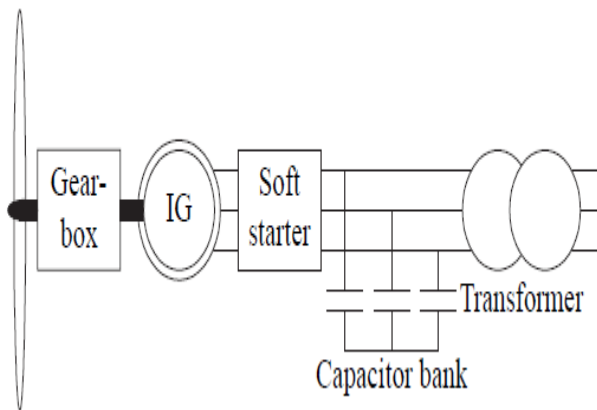 Gear-
box
IG
Soft
starter
Transformer
Capacitor bank